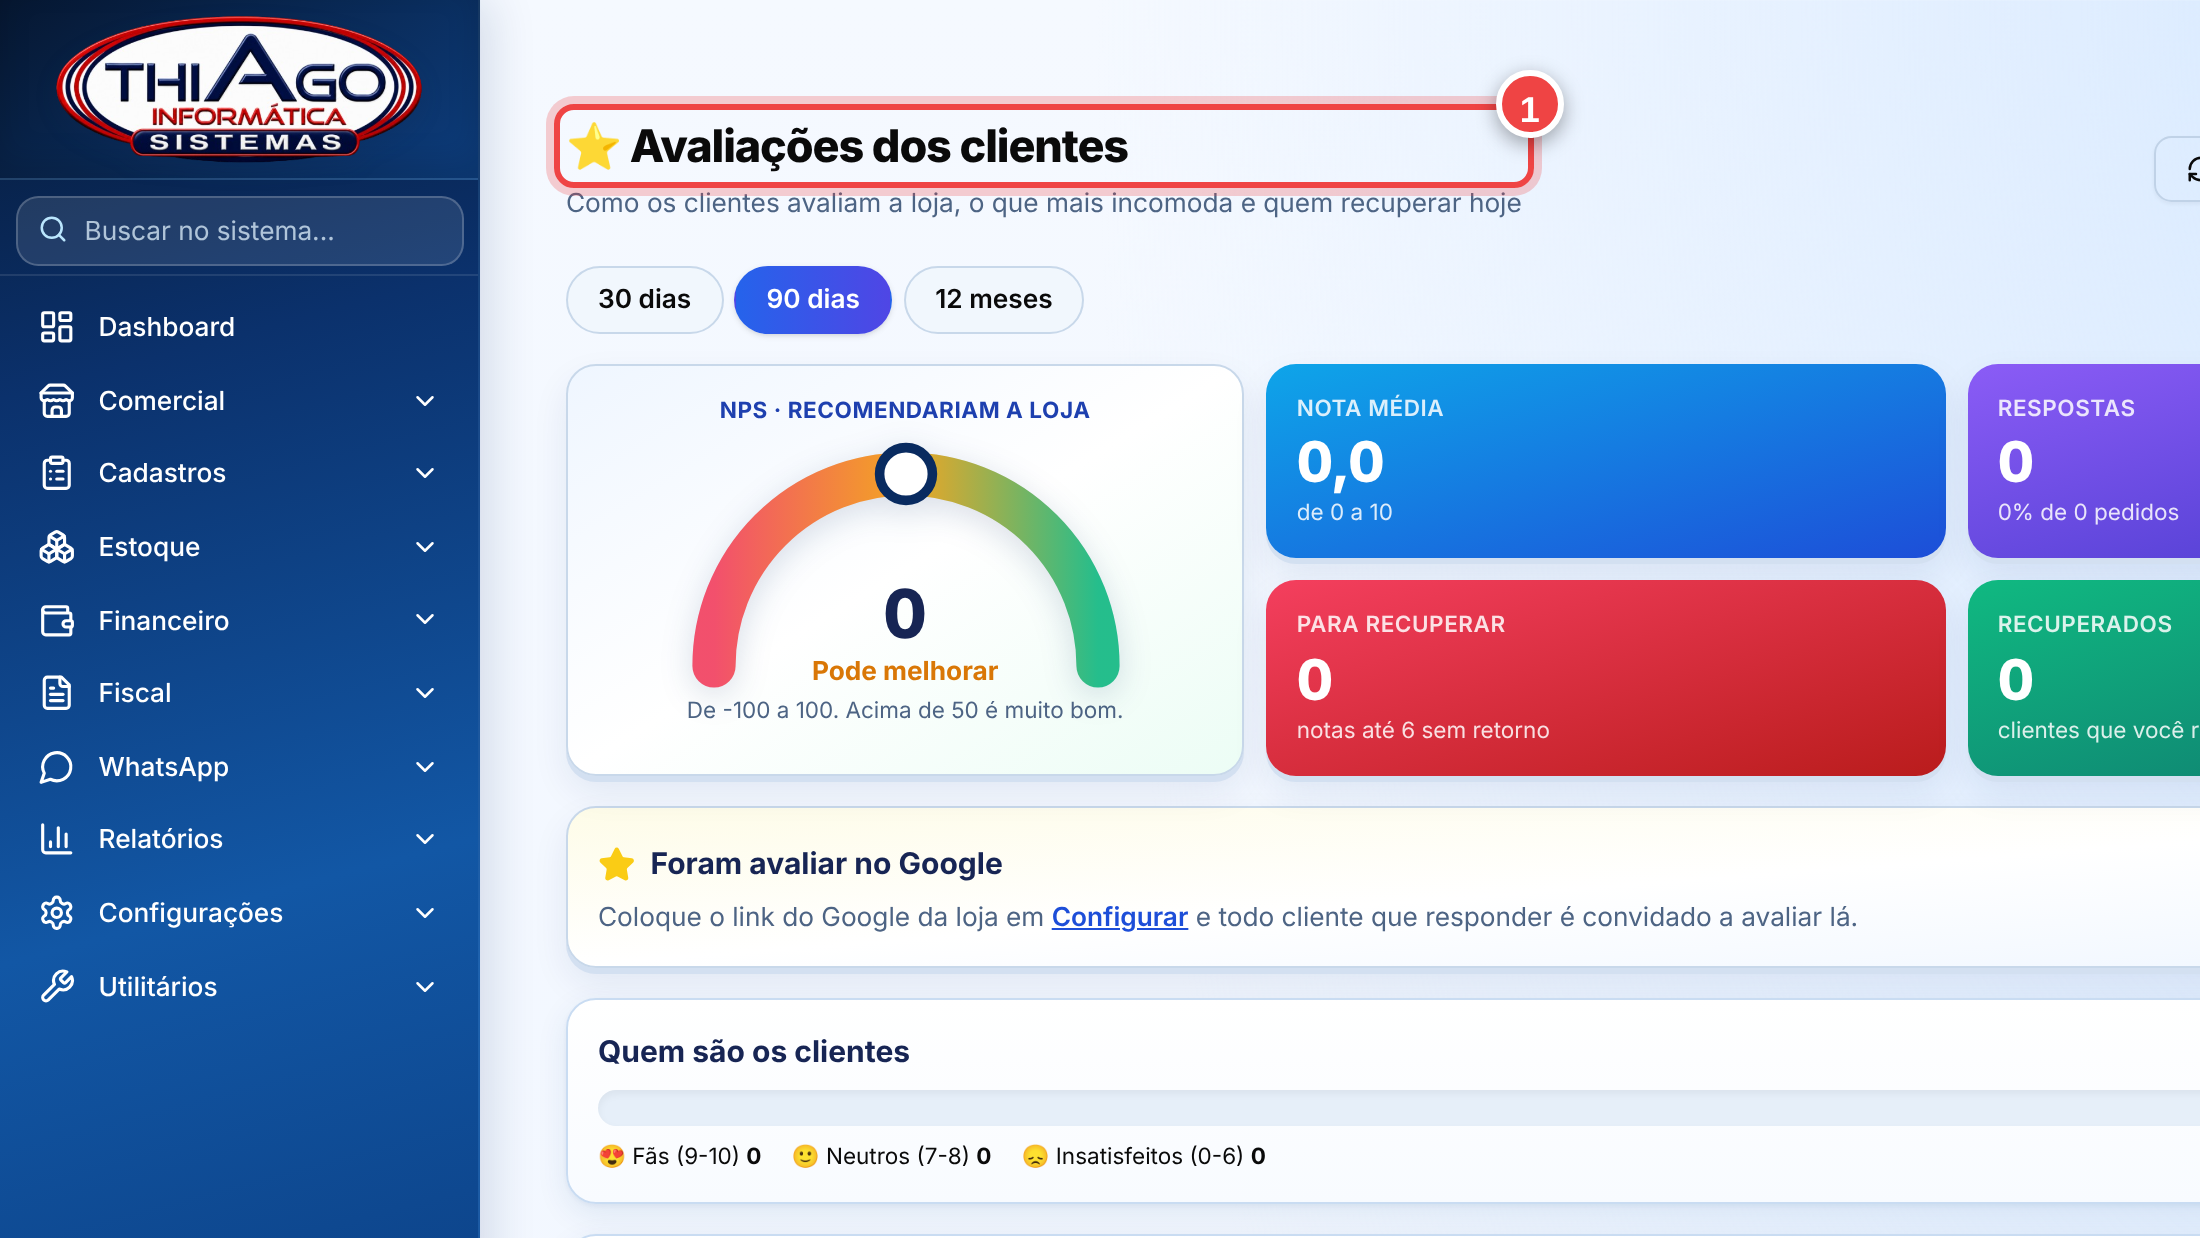 THIAGO
INFORMÁTICA
SISTEMAS
Buscar no sistema...
Dashboard
Comercial
Cadastros
Estoque
Financeiro
Fiscal
WhatsApp
Relatórios
Configurações
Utilitários
1
⭐ Avaliações dos clientes
Como os clientes avaliam a loja, o que mais incomoda e quem recuperar hoje
30 dias
90 dias
12 meses
NPS · RECOMENDARIAM A LOJA
0
Pode melhorar
De -100 a 100. Acima de 50 é muito bom.
NOTA MÉDIA
0,0
de 0 a 10
RESPOSTAS
0
0% de 0 pedidos
PARA RECUPERAR
0
notas até 6 sem retorno
RECUPERADOS
0
clientes que você r
Foram avaliar no Google
Coloque o link do Google da loja em Configurar e todo cliente que responder é convidado a avaliar lá.
Quem são os clientes
😍 Fãs (9-10) 0
🙂 Neutros (7-8) 0
😞 Insatisfeitos (0-6) 0